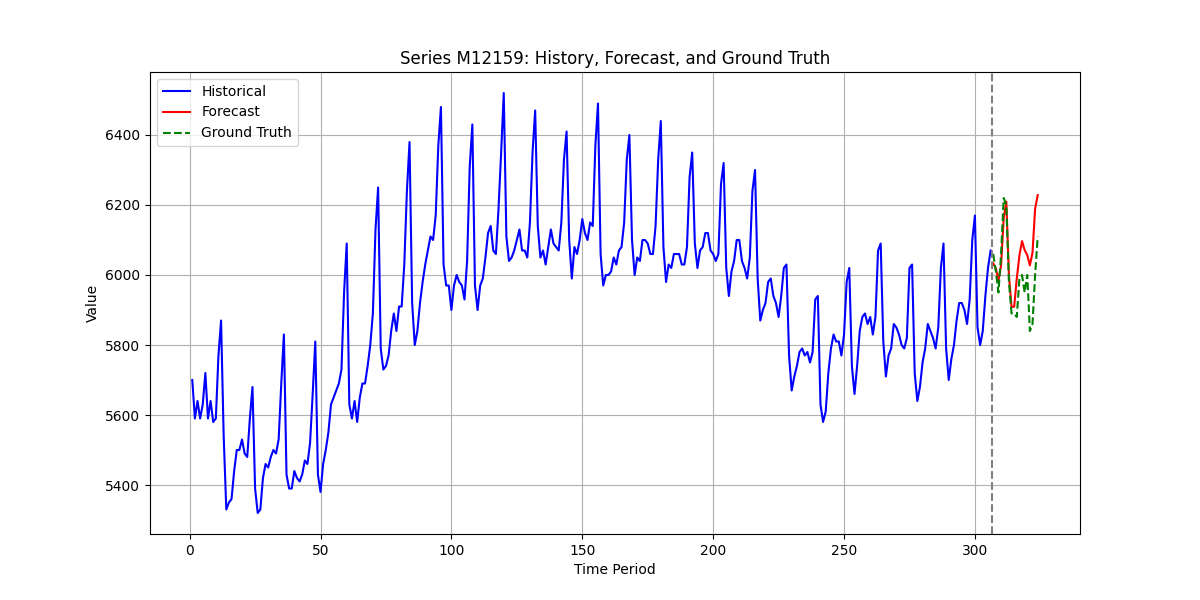 Series M12159: History, Forecast, and Ground Truth
Historical
Forecast
Ground Truth
6400
6200
6000
5800
5600
5400
Value
0 50 100 150 200 250 300
Time Period